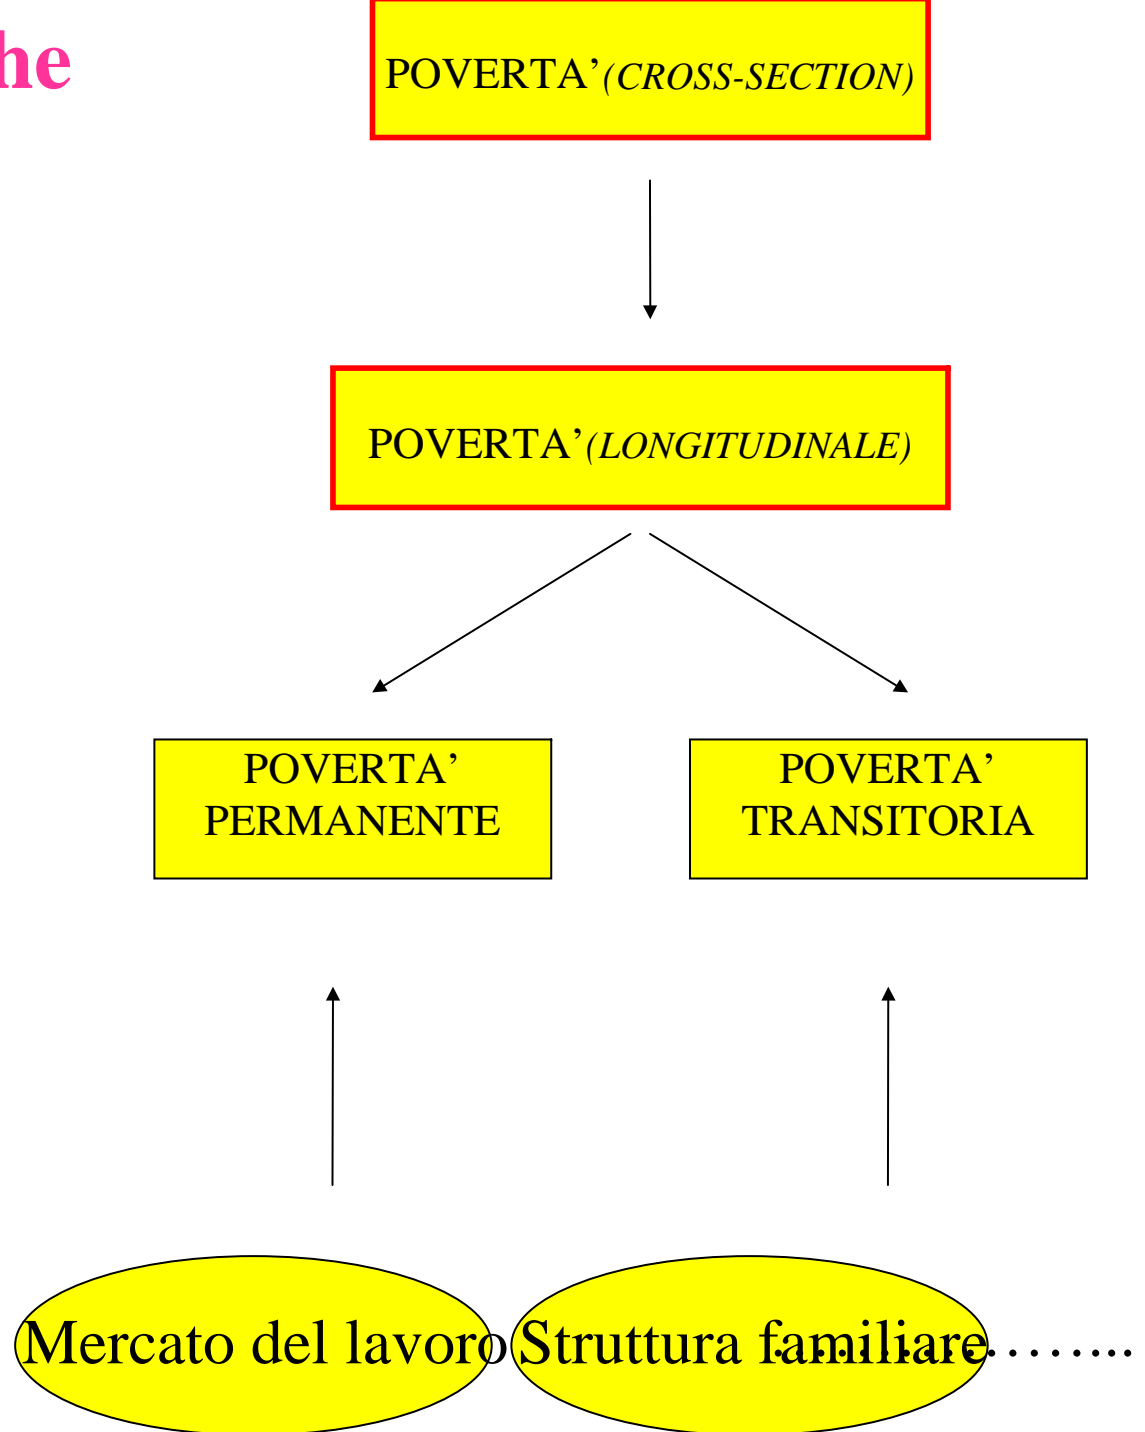 he
POVERTA’(CROSS-SECTION)
POVERTA’(LONGITUDINALE)
POVERTA’
PERMANENTE
POVERTA’
TRANSITORIA
Mercato del lavoro Struttura familiare……………..